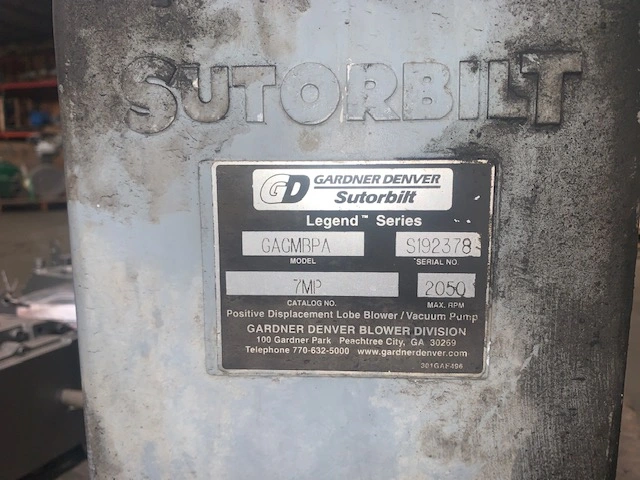 SUTORBILT
GD GARDNER DENVER
Sutorbilt
Legend™ Series
GAGMBPA S192378
MODEL SERIAL NO.
7MP 2050
CATALOG NO. MAX. RPM
Positive Displacement Lobe Blower / Vacuum Pump
GARDNER DENVER BLOWER DIVISION
100 Gardner Park Peachtree City, GA 30269
Telephone 770-632-5000 www.gardnerdenver.com
301GAE496